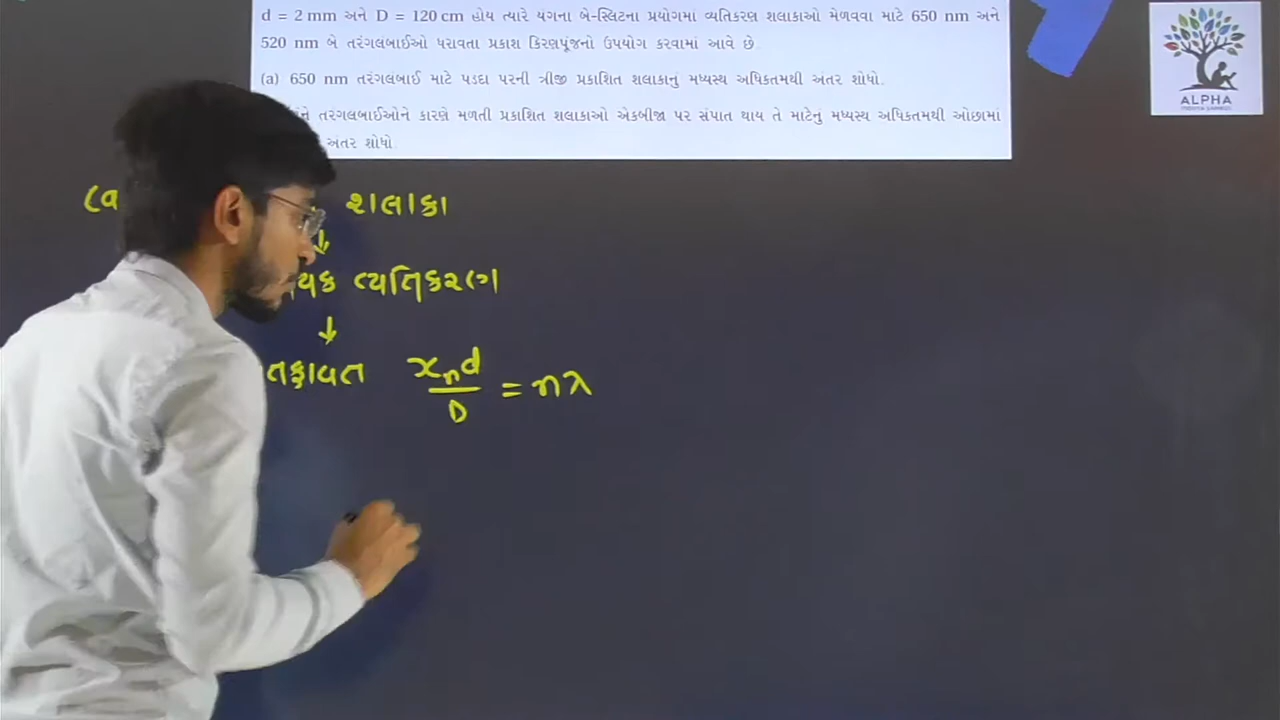 d = 2 mm અને D = 120 cm હોય ત્યારે યંગના બે-સ્લિટના પ્રયોગમાં વ્યતિકરણ શલાકાઓ મેળવવા માટે 650 nm અને
520 nm બે તરંગલબાઈઓ ધરાવતા પ્રકાશ કિરણપૂંજનો ઉપયોગ કરવામાં આવે છે
(a) 650 nm તરંગલંબાઈ માટે પડદા પરની ત્રીજી પ્રકાશિત શલાકાનું મધ્યસ્થ અધિકતમથી અંતર શોધો.
તરંગલબાઈઓને કારણે મળતી પ્રકાશિત શલાકાઓ એકબીજા પર સંપાત થાય તે માટેનું મધ્યસ્થ અધિકતમથી ઓછામાં
અંતર શોધો
ALPHA
(a શલાકા
↓
વ્યતિકરણ
↓
તફાવત xₙd/D = nλ